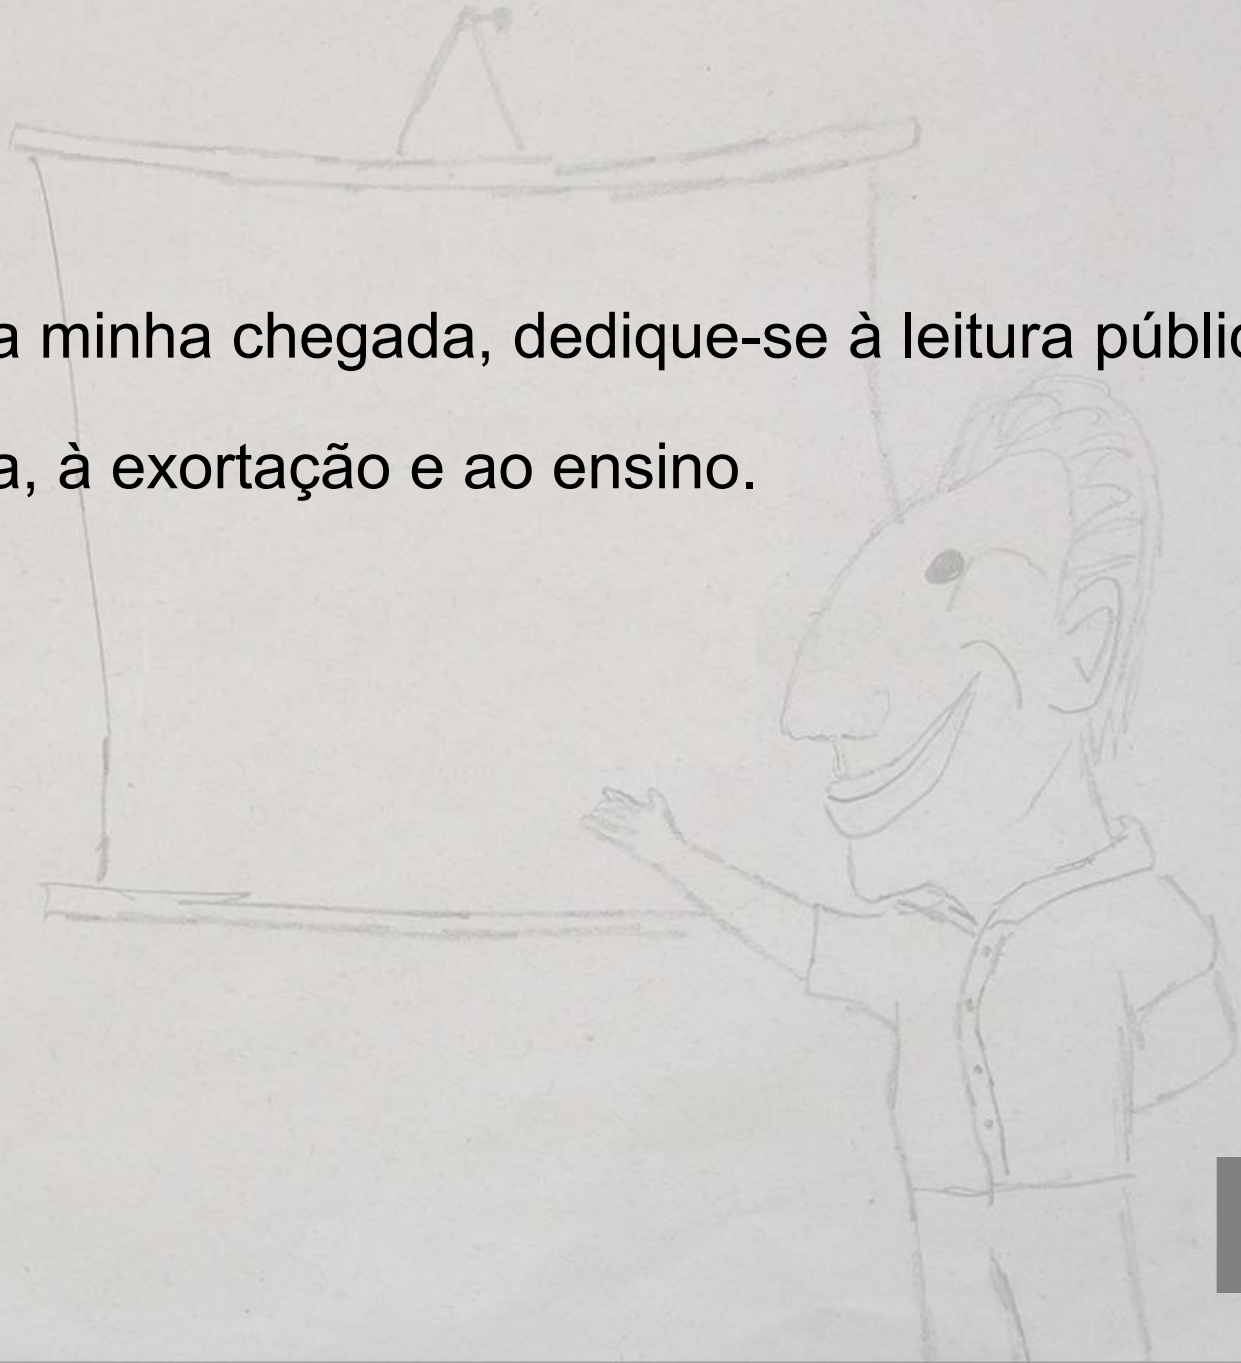 a minha chegada, dedique-se à leitura públic
a, à exortação e ao ensino.